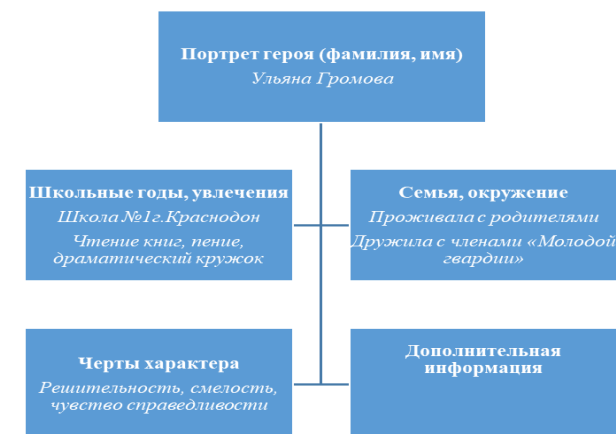 Портрет героя (фамилия, имя)
Ульяна Громова
Школьные годы, увлечения
Школа №1г.Краснодон
Чтение книг, пение,
драматический кружок
Семья, окружение
Проживала с родителями
Дружила с членами «Молодой
гвардии»
Черты характера
Решительность, смелость,
чувство справедливости
Дополнительная
информация